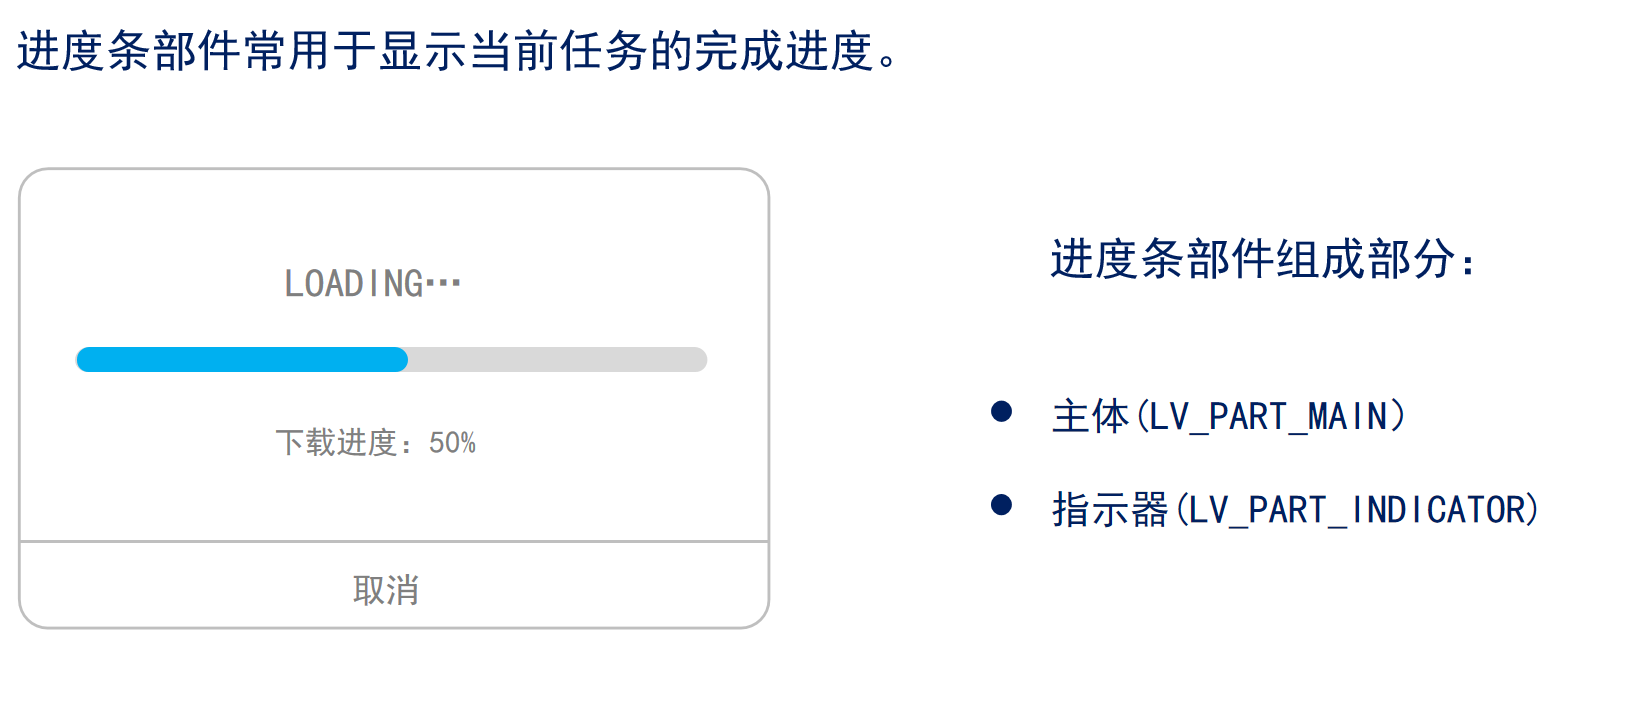 进度条部件常用于显示当前任务的完成进度。
LOADING…
下载进度：50%
取消
进度条部件组成部分：
主体(LV_PART_MAIN)
指示器(LV_PART_INDICATOR)